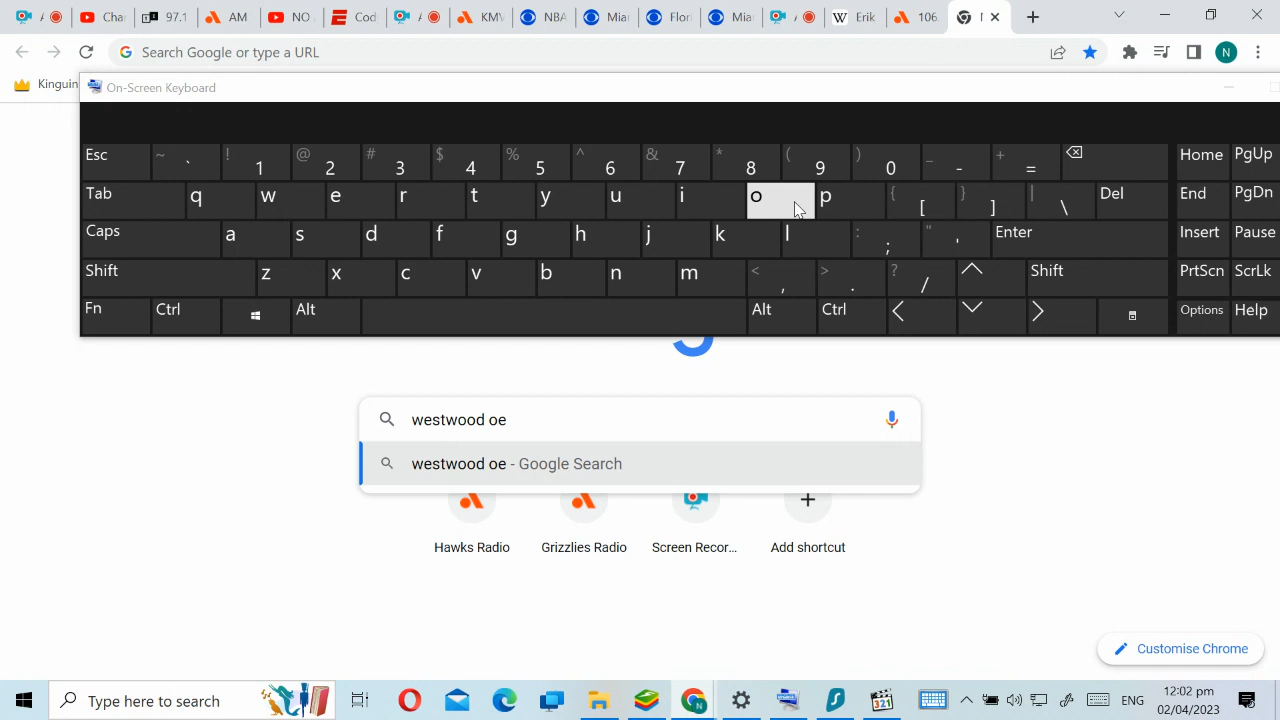 Cha
97.1
AM
NO
Cod
A
KMV
NBA
Mia
Flor
Mia
A
Erik
106.
Search Google or type a URL
N
Kinguin
On-Screen Keyboard
Esc ~ ` ! 1 @ 2 # 3 $ 4 % 5 ^ 6 & 7 * 8 ( 9 ) 0 _ - + = Home PgUp
Tab q w e r t y u i o p { [ } ] | \ Del End PgDn
Caps a s d f g h j k l : ; " ' Enter Insert Pause
Shift z x c v b n m < , > . ? / Shift PrtScn ScrLk
Fn Ctrl Alt Alt Ctrl Options Help
westwood oe
westwood oe - Google Search
Hawks Radio
Grizzlies Radio
Screen Recor...
Add shortcut
Customise Chrome
Type here to search
321
ENG
12:02 pm
02/04/2023